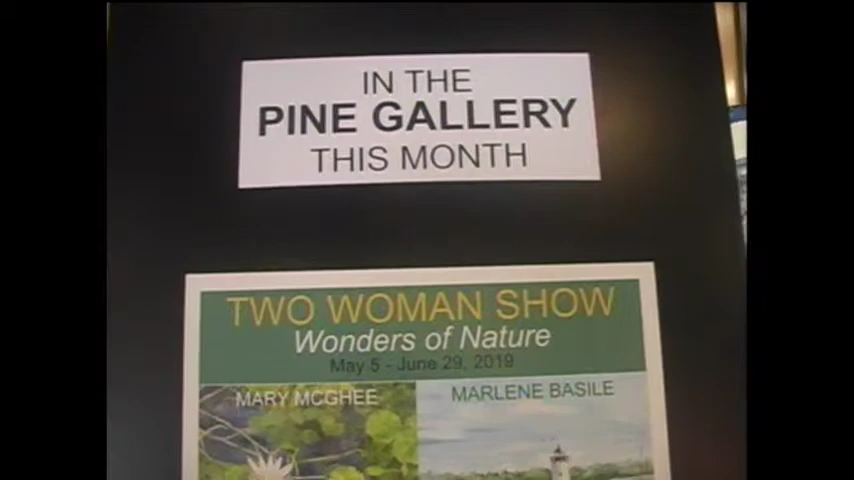 IN THE
PINE GALLERY
THIS MONTH
TWO WOMAN SHOW
Wonders of Nature
May 5 - June 29, 2019
MARY MCGHEE
MARLENE BASILE